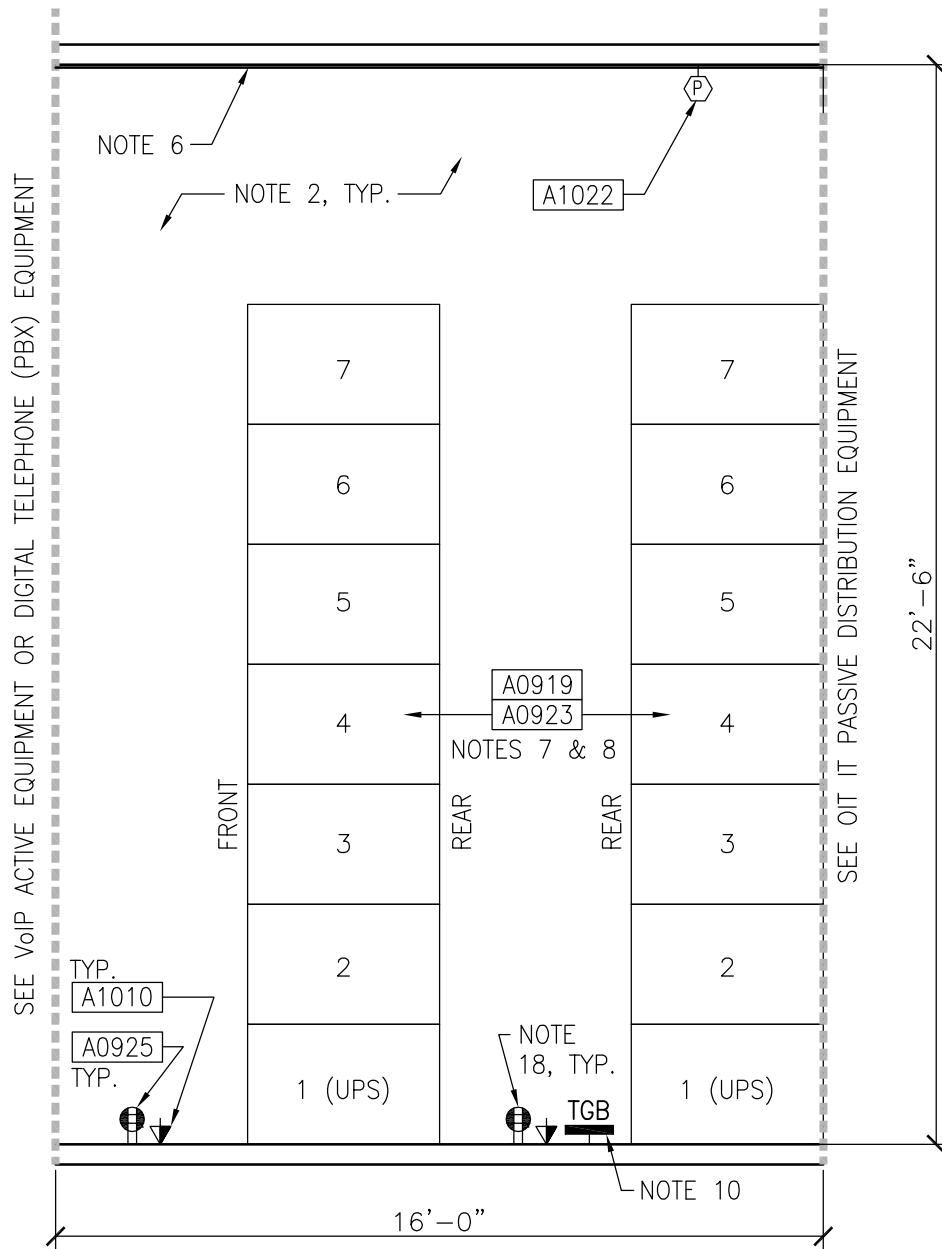 P
NOTE 6
NOTE 2, TYP.
A1022
SEE VoIP ACTIVE EQUIPMENT OR DIGITAL TELEPHONE (PBX) EQUIPMENT
7
7
6
6
5
5
SEE OIT IT PASSIVE DISTRIBUTION EQUIPMENT
22'-6"
A0919
A0923
NOTES 7 & 8
4
4
FRONT
REAR
REAR
3
3
2
2
TYP.
A1010
A0925
TYP.
NOTE
18, TYP.
1 (UPS)
1 (UPS)
TGB
NOTE 10
16'-0"